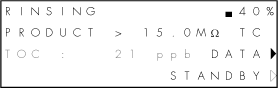 RINSING ▄ 40%
PRODUCT > 15.0MΩ TC
TOC : 21 ppb DATA ▶
STANDBY ▷